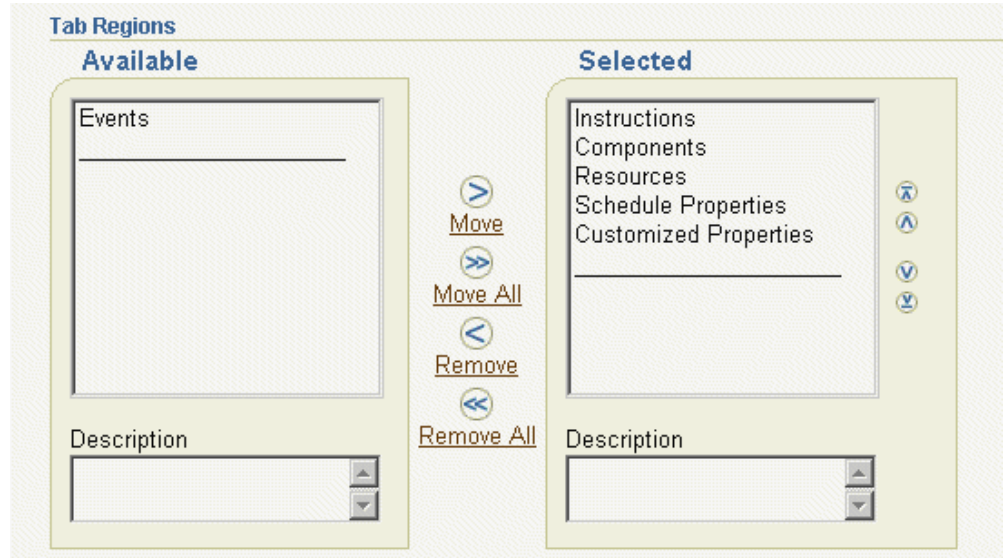 Tab Regions
Available
Events
Move
Move All
Remove
Remove All
Description
Selected
Instructions
Components
Resources
Schedule Properties
Customized Properties
Description